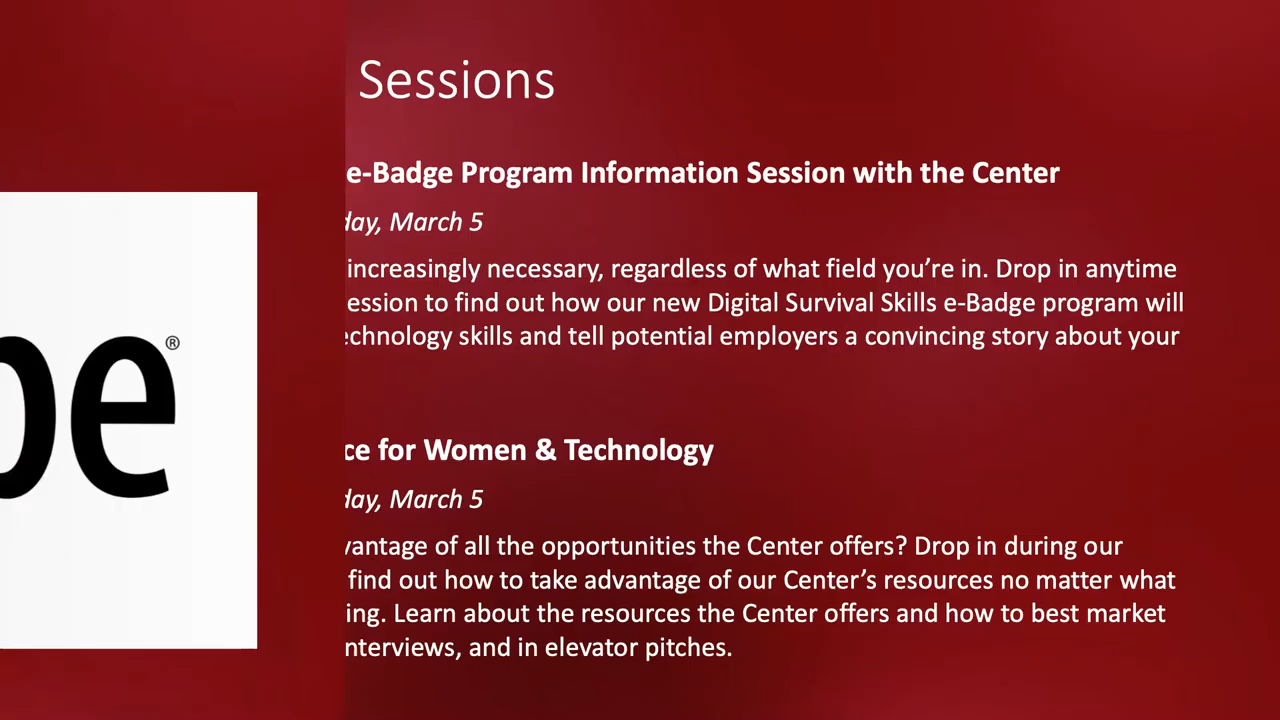 Sessions
e-Badge Program Information Session with the Center
day, March 5
increasingly necessary, regardless of what field you're in. Drop in anytime
ession to find out how our new Digital Survival Skills e-Badge program will
echnology skills and tell potential employers a convincing story about your
be®
ce for Women & Technology
day, March 5
vantage of all the opportunities the Center offers? Drop in during our
find out how to take advantage of our Center's resources no matter what
ing. Learn about the resources the Center offers and how to best market
nterviews, and in elevator pitches.